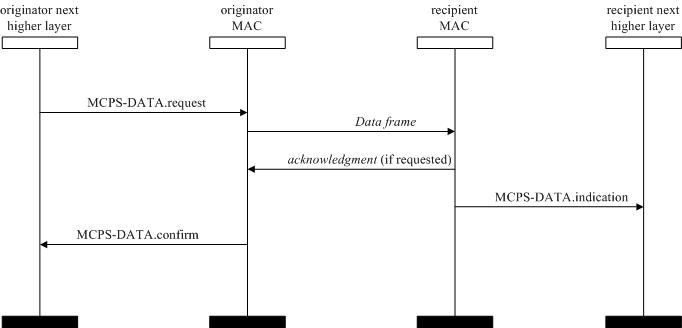 originator next
higher layer
originator
MAC
recipient
MAC
recipient next
higher layer
MCPS-DATA.request
Data frame
acknowledgment (if requested)
MCPS-DATA.indication
MCPS-DATA.confirm